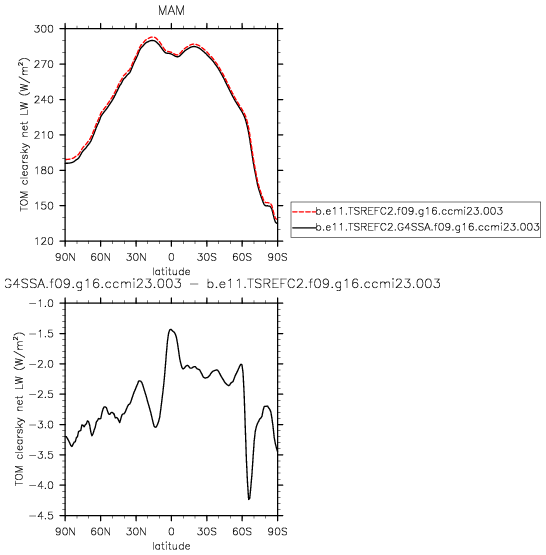 MAM
300
270
240
210
180
150
120
TOM clearsky net LW (W/m²)
90N 60N 30N 0 30S 60S 90S
latitude
b.e11.TSREFC2.f09.g16.ccmi23.003
b.e11.TSREFC2.G4SSA.f09.g16.ccmi23.003
G4SSA.f09.g16.ccmi23.003 − b.e11.TSREFC2.f09.g16.ccmi23.003
−1.0
−1.5
−2.0
−2.5
−3.0
−3.5
−4.0
−4.5
TOM clearsky net LW (W/m²)
90N 60N 30N 0 30S 60S 90S
latitude